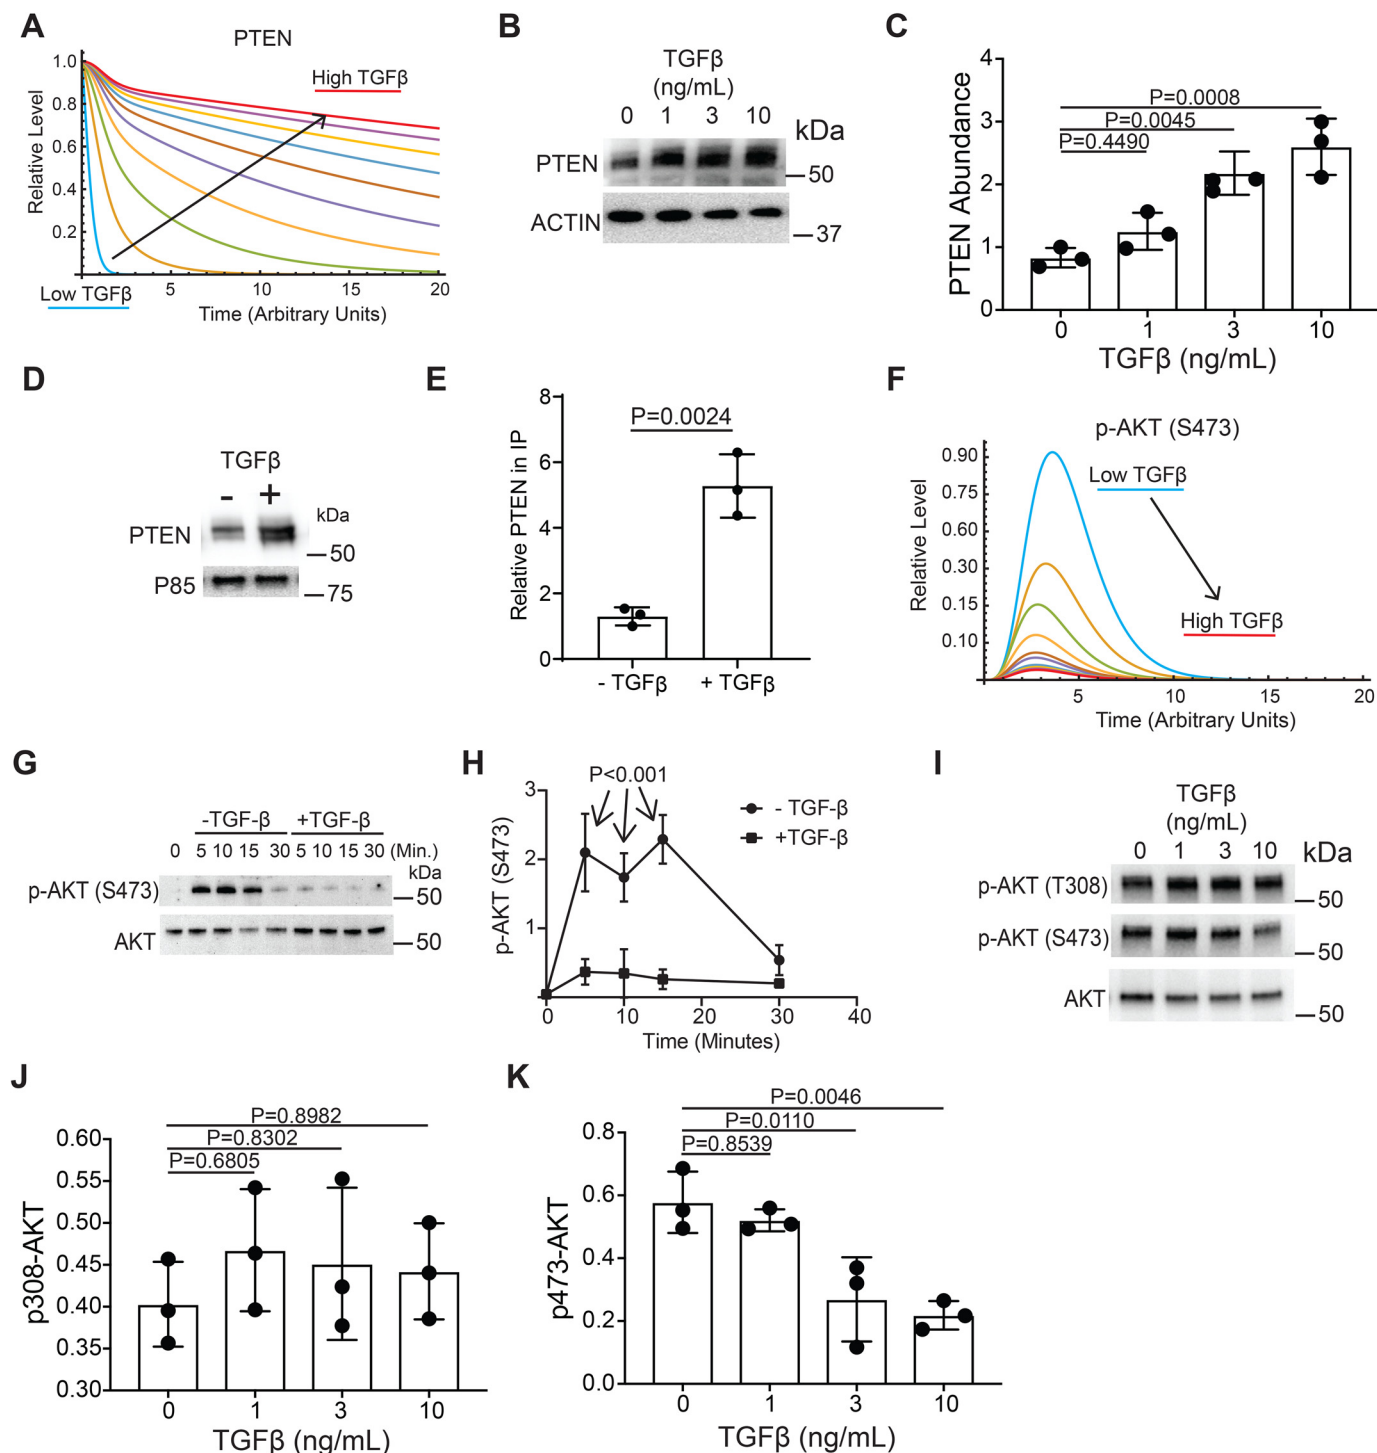 A
PTEN
High TGFβ
Relative Level
1.0
0.8
0.6
0.4
0.2
5
10
15
20
Low TGFβ
Time (Arbitrary Units)
B
TGFβ
(ng/mL)
0 1 3 10
kDa
PTEN
50
ACTIN
37
C
PTEN Abundance
4
3
2
1
0
P=0.0008
P=0.0045
P=0.4490
0 1 3 10
TGFβ (ng/mL)
D
TGFβ
- +
kDa
PTEN
50
P85
75
E
Relative PTEN in IP
8
6
4
2
0
P=0.0024
- TGFβ + TGFβ
F
p-AKT (S473)
Relative Level
0.90
0.75
0.60
0.30
0.15
0.10
Low TGFβ
High TGFβ
5 10 15 20
Time (Arbitrary Units)
G
-TGF-β +TGF-β
0 5 10 15 30 5 10 15 30 (Min.)
kDa
p-AKT (S473)
50
AKT
50
H
P<0.001
- TGF-β
+TGF-β
p-AKT (S473)
3
2
1
0 10 20 30 40
Time (Minutes)
I
TGFβ
(ng/mL)
0 1 3 10 kDa
p-AKT (T308)
50
p-AKT (S473)
50
AKT
50
J
P=0.8982
P=0.8302
P=0.6805
p308-AKT
0.60
0.55
0.50
0.45
0.40
0.35
0.30
0 1 3 10
TGFβ (ng/mL)
K
P=0.0046
P=0.0110
P=0.8539
p473-AKT
0.8
0.6
0.4
0.2
0.0
0 1 3 10
TGFβ (ng/mL)